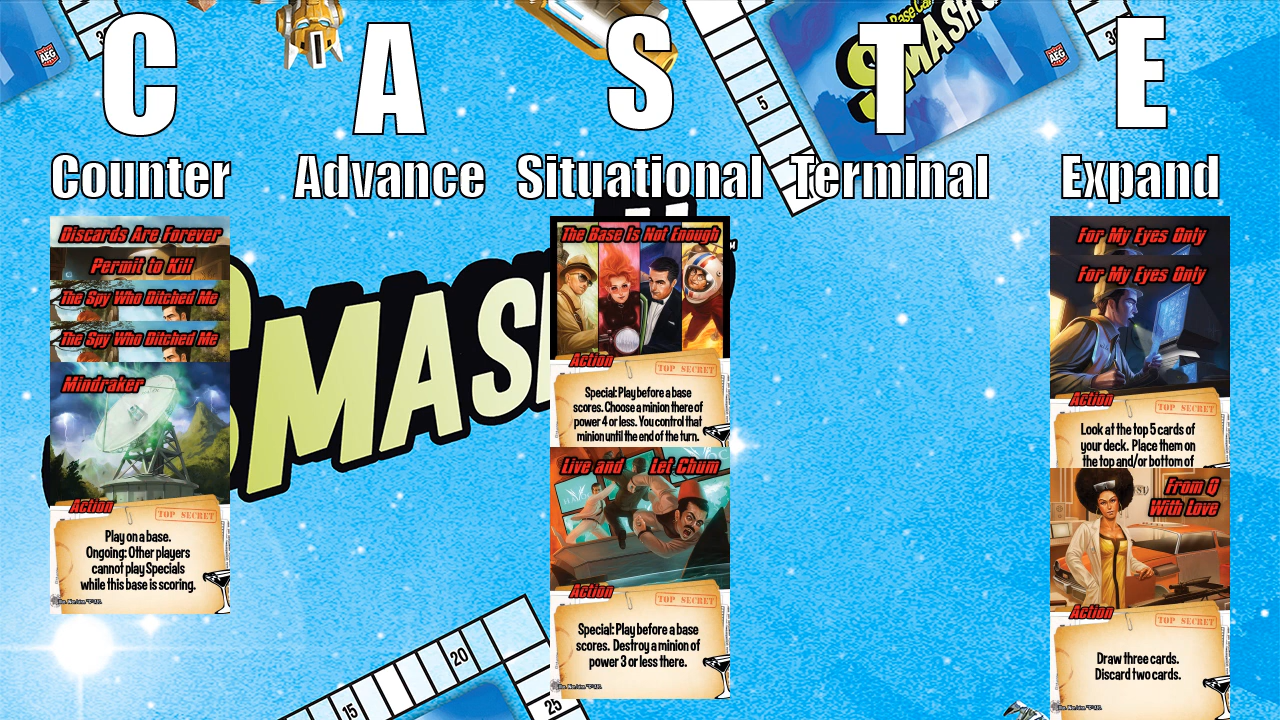 C A S T E
Counter Advance Situational Terminal Expand
Discards Are Forever
Permit to Kill
The Spy Who Ditched Me
The Spy Who Ditched Me
Mindraker
Action
TOP SECRET
Play on a base.
Ongoing: Other players
cannot play Specials
while this base is scoring.
The Base Is Not Enough
Action
TOP SECRET
Special: Play before a base
scores. Choose a minion there of
power 4 or less. You control that
minion until the end of the turn.
Live and Let Chum
Action
TOP SECRET
Special: Play before a base
scores. Destroy a minion of
power 3 or less there.
For My Eyes Only
For My Eyes Only
Action
TOP SECRET
Look at the top 5 cards of
your deck. Place them on
the top and/or bottom of
From Q
With Love
Action
TOP SECRET
Draw three cards.
Discard two cards.
SMASH
AEG
AEG
5
15
20
25